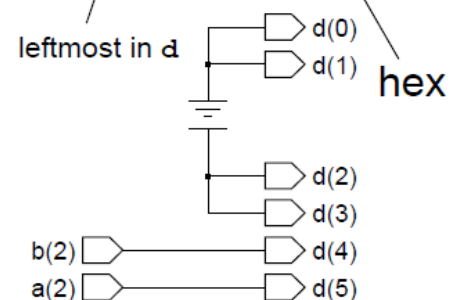 d(0)
leftmost in d
d(1)
hex
d(2)
d(3)
b(2) d(4)
a(2) d(5)